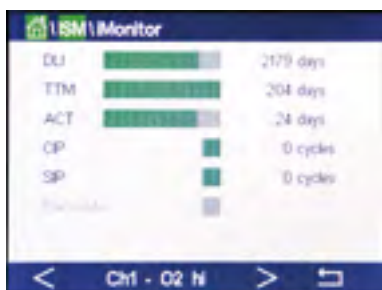 \ ISM \ iMonitor
DLI 2179 days
TTM 204 days
ACT 24 days
CIP 0 cycles
SIP 0 cycles
< Ch1 - O2 hi >